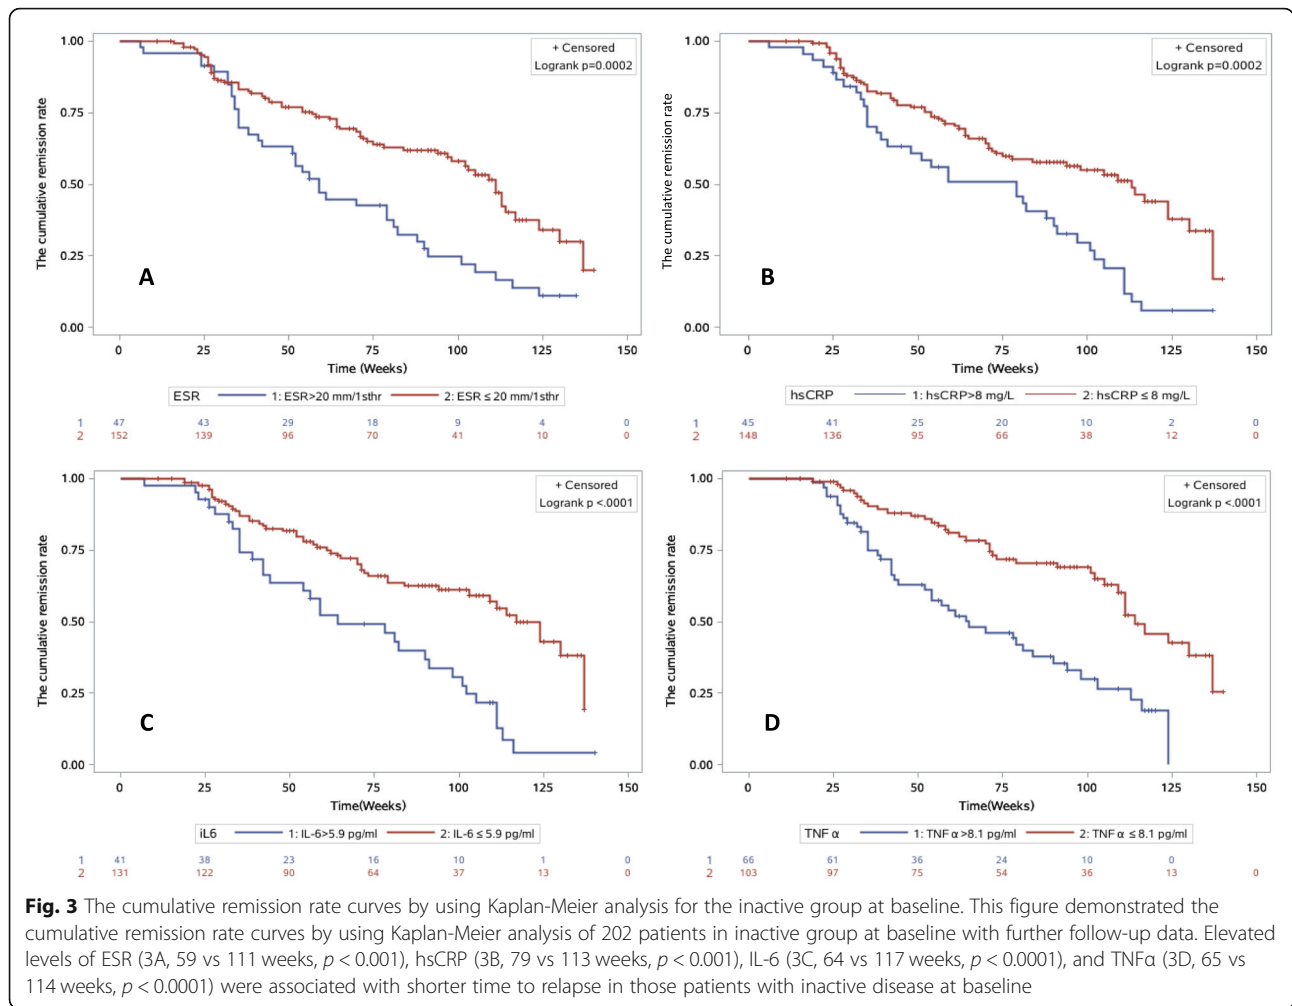 1.00
0.75
0.50
0.25
0.00
The cumulative remission rate
+ Censored
Logrank p=0.0002
A
0 25 50 75 100 125 150
Time (Weeks)
ESR 1: ESR>20 mm/1sthr 2: ESR ≤ 20 mm/1sthr
1 47 43 29 18 9 4 0
2 152 139 96 70 41 10 0
1.00
0.75
0.50
0.25
0.00
The cumulative remission rate
+ Censored
Logrank p=0.0002
B
0 25 50 75 100 125 150
Time (Weeks)
hsCRP 1: hsCRP>8 mg/L 2: hsCRP ≤ 8 mg/L
1 45 41 25 20 10 2 0
2 148 136 95 66 38 12 0
1.00
0.75
0.50
0.25
0.00
The cumulative remission rate
+ Censored
Logrank p <.0001
C
0 25 50 75 100 125 150
Time(Weeks)
iL6 1: IL-6>5.9 pg/ml 2: IL-6 ≤ 5.9 pg/ml
1 41 38 23 16 10 1 0
2 131 122 90 64 37 13 0
1.00
0.75
0.50
0.25
0.00
The cumulative remission rate
+ Censored
Logrank p <.0001
D
0 25 50 75 100 125 150
Time(Weeks)
TNF α 1: TNF α >8.1 pg/ml 2: TNF α ≤ 8.1 pg/ml
1 66 61 36 24 10 0
2 103 97 75 54 36 13 0
Fig. 3 The cumulative remission rate curves by using Kaplan-Meier analysis for the inactive group at baseline. This figure demonstrated the
cumulative remission rate curves by using Kaplan-Meier analysis of 202 patients in inactive group at baseline with further follow-up data. Elevated
levels of ESR (3A, 59 vs 111 weeks, p < 0.001), hsCRP (3B, 79 vs 113 weeks, p < 0.001), IL-6 (3C, 64 vs 117 weeks, p < 0.0001), and TNFα (3D, 65 vs
114 weeks, p < 0.0001) were associated with shorter time to relapse in those patients with inactive disease at baseline